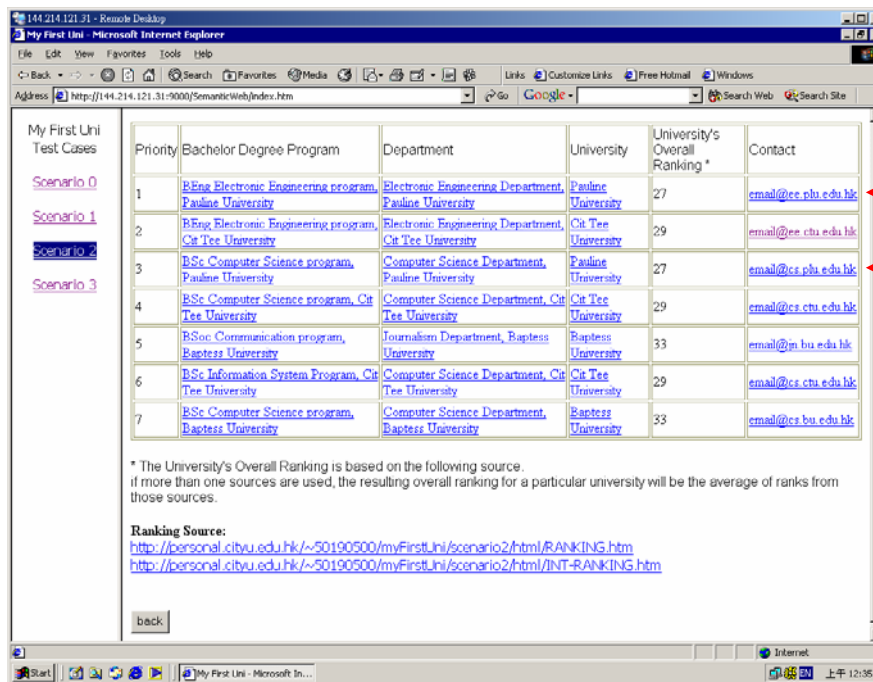 144.214.121.31 - Remote Desktop
My First Uni - Microsoft Internet Explorer
File Edit View Favorites Tools Help
Back Search Favorites Media Links Customize Links Free Hotmail Windows
Address http://144.214.121.31:9000/SemanticWeb/index.htm Go Google Search Web Search Site
My First Uni
Test Cases
Scenario 0
Scenario 1
Scenario 2
Scenario 3
Priority Bachelor Degree Program Department University University's Overall Ranking * Contact
1 BEng Electronic Engineering program, Pauline University Electronic Engineering Department, Pauline University Pauline University 27 email@ee.plu.edu.hk
2 BEng Electronic Engineering program, Cit Tee University Electronic Engineering Department, Cit Tee University Cit Tee University 29 email@ee.ctu.edu.hk
3 BSc Computer Science program, Pauline University Computer Science Department, Pauline University Pauline University 27 email@cs.plu.edu.hk
4 BSc Computer Science program, Cit Tee University Computer Science Department, Cit Tee University Cit Tee University 29 email@cs.ctu.edu.hk
5 BSoc Communication program, Baptess University Journalism Department, Baptess University Baptess University 33 email@jn.bu.edu.hk
6 BSc Information System Program, Cit Tee University Computer Science Department, Cit Tee University Cit Tee University 29 email@cs.ctu.edu.hk
7 BSc Computer Science program, Baptess University Computer Science Department, Baptess University Baptess University 33 email@cs.bu.edu.hk
* The University's Overall Ranking is based on the following source.
if more than one sources are used, the resulting overall ranking for a particular university will be the average of ranks from
those sources.
Ranking Source:
http://personal.cityu.edu.hk/~50190500/myFirstUni/scenario2/html/RANKING.htm
http://personal.cityu.edu.hk/~50190500/myFirstUni/scenario2/html/INT-RANKING.htm
back
Internet
Start My First Uni - Microsoft In... EN 上午 12:35